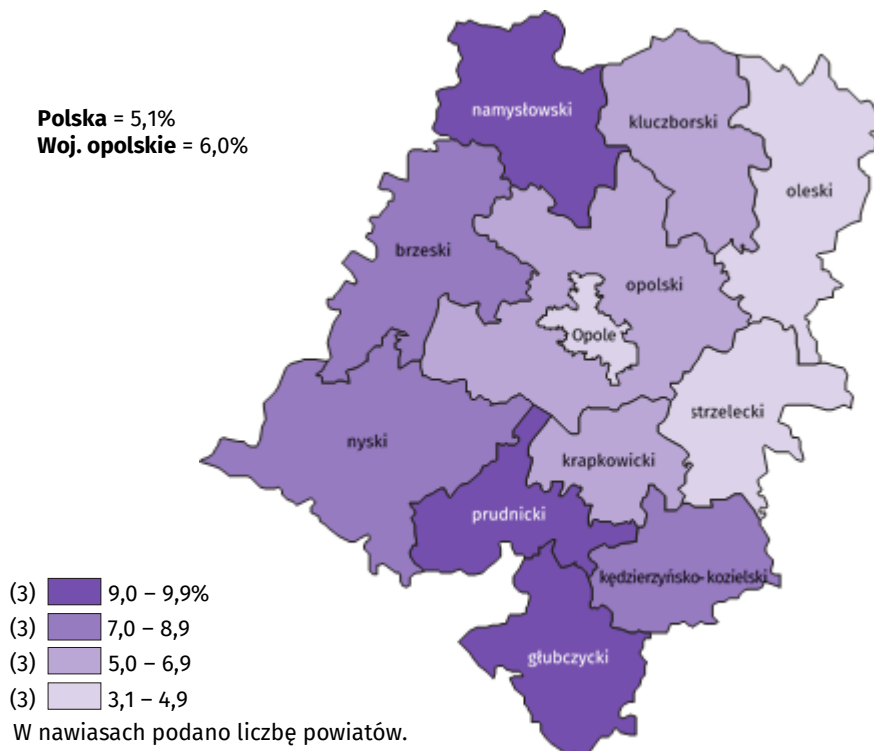 Polska = 5,1%
Woj. opolskie = 6,0%
namysłowski
kluczborski
oleski
brzeski
opolski
Opole
strzelecki
nyski
krapkowicki
prudnicki
kędzierzyńsko-kozielski
głubczycki
(3) 9,0 – 9,9%
(3) 7,0 – 8,9
(3) 5,0 – 6,9
(3) 3,1 – 4,9
W nawiasach podano liczbę powiatów.